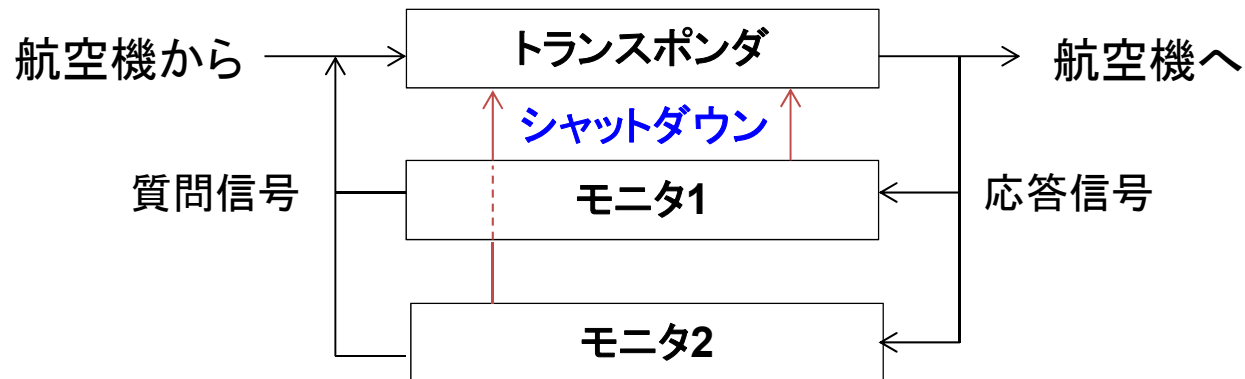 トランスポンダ
航空機から
航空機へ
シャットダウン
質問信号
モニタ1
応答信号
モニタ2